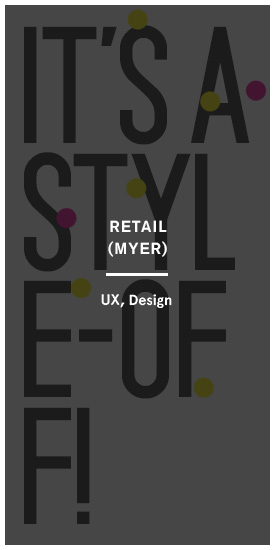 IT'S A
STYL
E-OF
F!
RETAIL
(MYER)
UX, Design